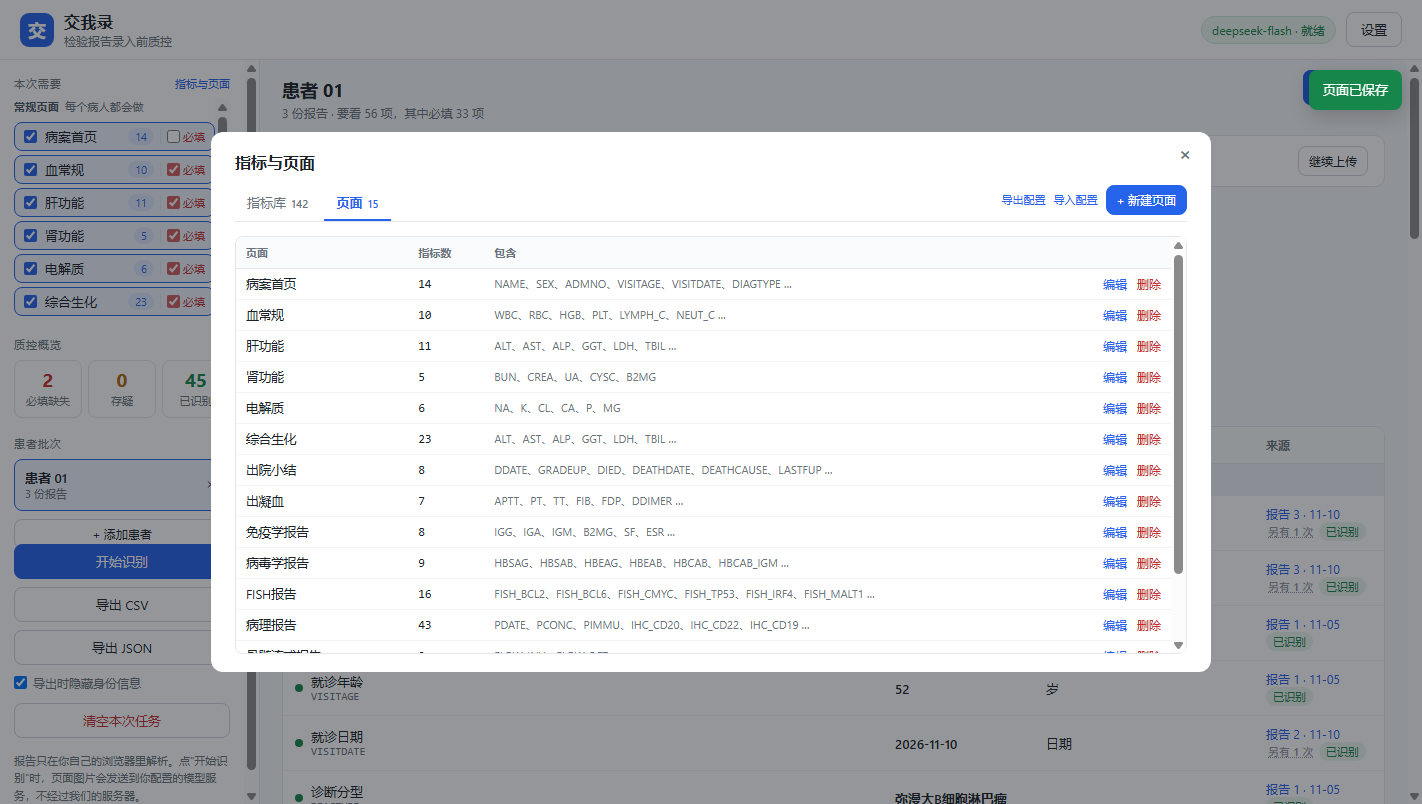 交
交我录
检验报告录入前质控
deepseek-flash · 就绪
设置
本次需要
指标与页面
常规页面 每个病人都会做
病案首页 14 必填
血常规 10 必填
肝功能 11 必填
肾功能 5 必填
电解质 6 必填
综合生化 23 必填
质控概览
2
必填缺失
0
存疑
45
已识别
患者批次
患者 01
3 份报告
+ 添加患者
开始识别
导出 CSV
导出 JSON
导出时隐藏身份信息
清空本次任务
报告只在你自己的浏览器里解析。点"开始识
别"时，页面图片会发送到你配置的模型服
务，不经过我们的服务器。
患者 01
3 份报告 · 要看 56 项，其中必填 33 项
页面已保存
继续上传
指标与页面
×
指标库 142
页面 15
导出配置
导入配置
+ 新建页面
页面 指标数 包含
病案首页 14 NAME、SEX、ADMNO、VISITAGE、VISITDATE、DIAGTYPE ... 编辑 删除
血常规 10 WBC、RBC、HGB、PLT、LYMPH_C、NEUT_C ... 编辑 删除
肝功能 11 ALT、AST、ALP、GGT、LDH、TBIL ... 编辑 删除
肾功能 5 BUN、CREA、UA、CYSC、B2MG 编辑 删除
电解质 6 NA、K、CL、CA、P、MG 编辑 删除
综合生化 23 ALT、AST、ALP、GGT、LDH、TBIL ... 编辑 删除
出院小结 8 DDATE、GRADEUP、DIED、DEATHDATE、DEATHCAUSE、LASTFUP ... 编辑 删除
出凝血 7 APTT、PT、TT、FIB、FDP、DDIMER ... 编辑 删除
免疫学报告 8 IGG、IGA、IGM、B2MG、SF、ESR ... 编辑 删除
病毒学报告 9 HBSAG、HBSAB、HBEAG、HBEAB、HBCAB、HBCAB_IGM ... 编辑 删除
FISH报告 16 FISH_BCL2、FISH_BCL6、FISH_CMYC、FISH_TP53、FISH_IRF4、FISH_MALT1 ... 编辑 删除
病理报告 43 PDATE、PCONC、PIMMU、IHC_CD20、IHC_CD22、IHC_CD19 ... 编辑 删除
来源
报告 3 · 11-10
另有 1 次 已识别
报告 3 · 11-10
另有 1 次 已识别
报告 1 · 11-05
已识别
就诊年龄
VISITAGE
52
岁
报告 1 · 11-05
已识别
就诊日期
VISITDATE
2026-11-10
日期
报告 2 · 11-10
另有 1 次 已识别
诊断分型
弥漫大B细胞淋巴瘤
报告 1 · 11-05